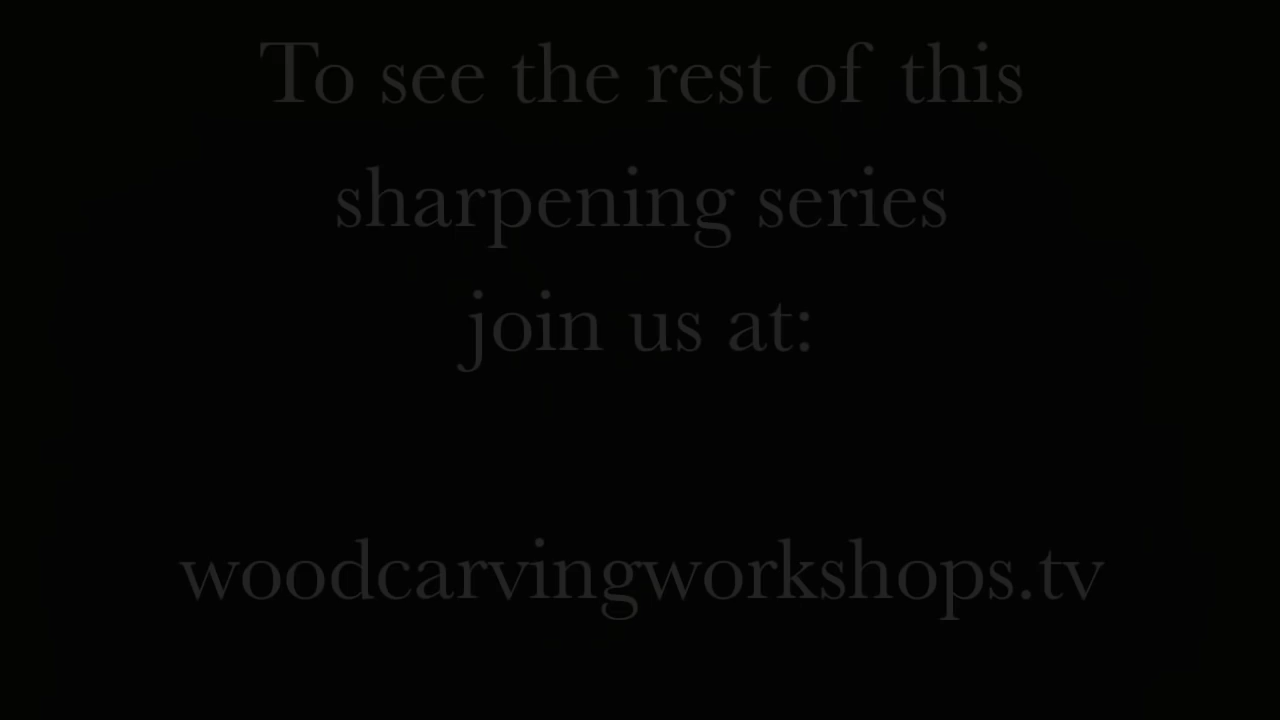 To see the rest of this
sharpening series
join us at:
woodcarvingworkshops.tv